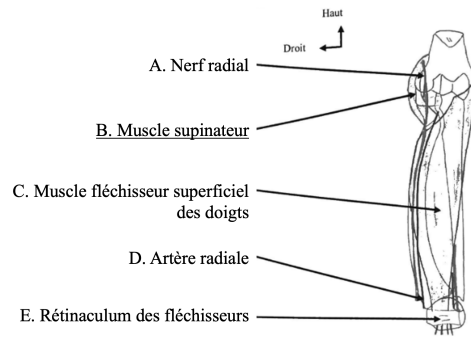 Haut
Droit
A. Nerf radial
B. Muscle supinateur
C. Muscle fléchisseur superficiel
des doigts
D. Artère radiale
E. Rétinaculum des fléchisseurs